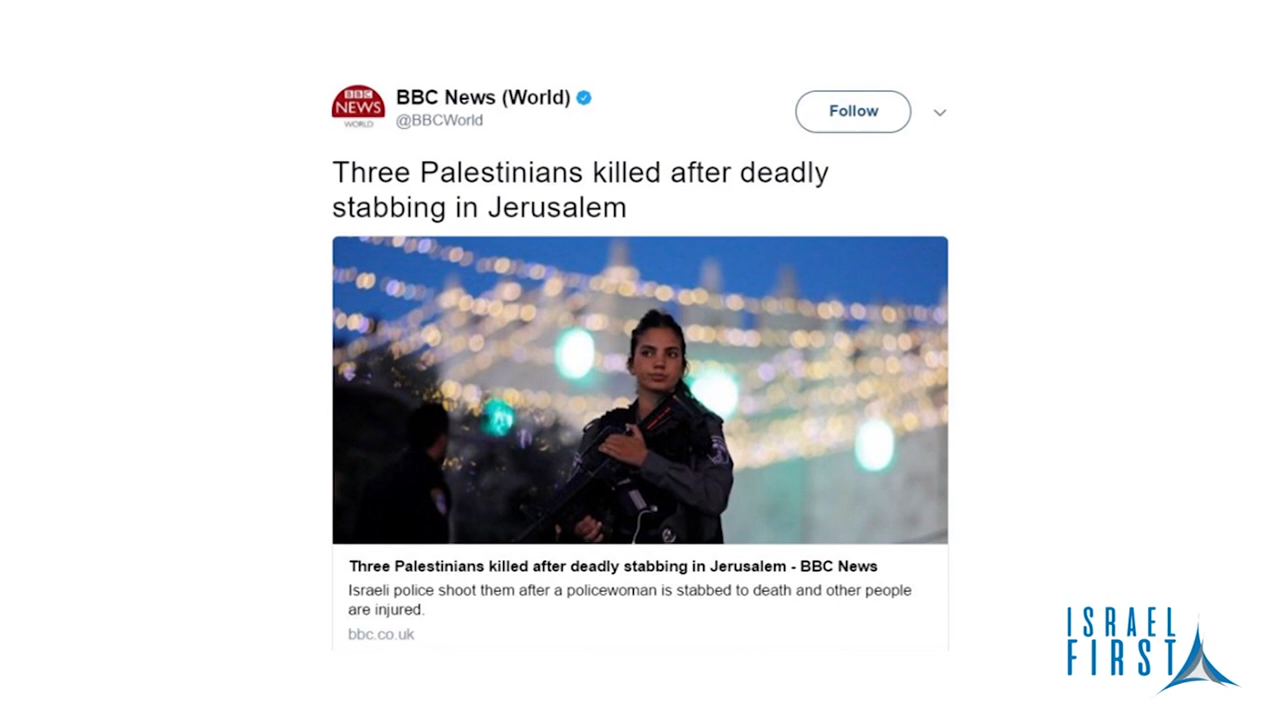 BBC
NEWS
WORLD
BBC News (World)
@BBCWorld
Follow
Three Palestinians killed after deadly
stabbing in Jerusalem
Three Palestinians killed after deadly stabbing in Jerusalem - BBC News
Israeli police shoot them after a policewoman is stabbed to death and other people
are injured.
bbc.co.uk
ISRAEL
FIRST